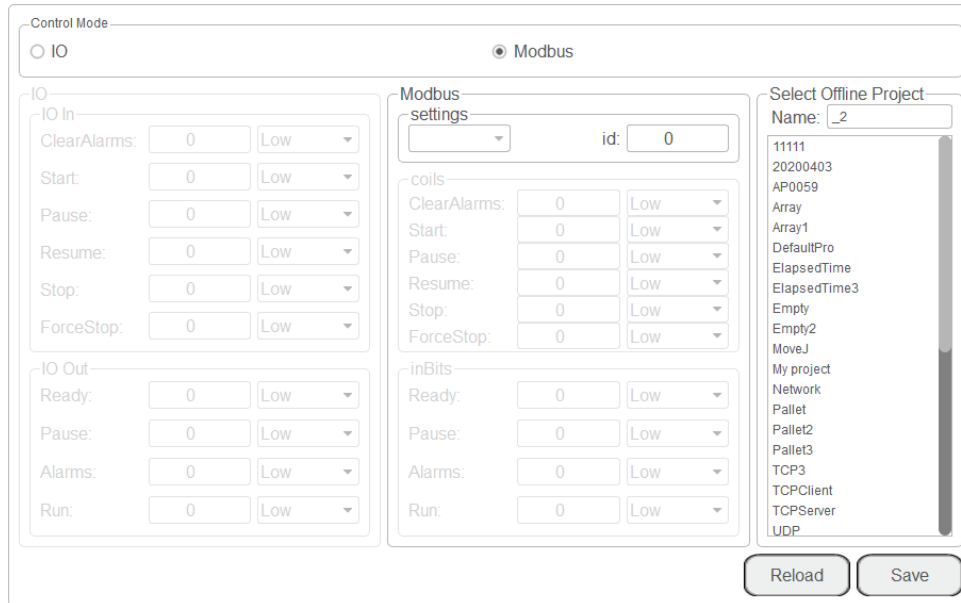 Control Mode
IO
Modbus
IO
IO In
ClearAlarms: 0 Low
Start: 0 Low
Pause: 0 Low
Resume: 0 Low
Stop: 0 Low
ForceStop: 0 Low
IO Out
Ready: 0 Low
Pause: 0 Low
Alarms: 0 Low
Run: 0 Low
Modbus
settings
id: 0
coils
ClearAlarms: 0 Low
Start: 0 Low
Pause: 0 Low
Resume: 0 Low
Stop: 0 Low
ForceStop: 0 Low
inBits
Ready: 0 Low
Pause: 0 Low
Alarms: 0 Low
Run: 0 Low
Select Offline Project
Name: _2
11111
20200403
AP0059
Array
Array1
DefaultPro
ElapsedTime
ElapsedTime3
Empty
Empty2
MoveJ
My project
Network
Pallet
Pallet2
Pallet3
TCP3
TCPClient
TCPServer
UDP
Reload
Save